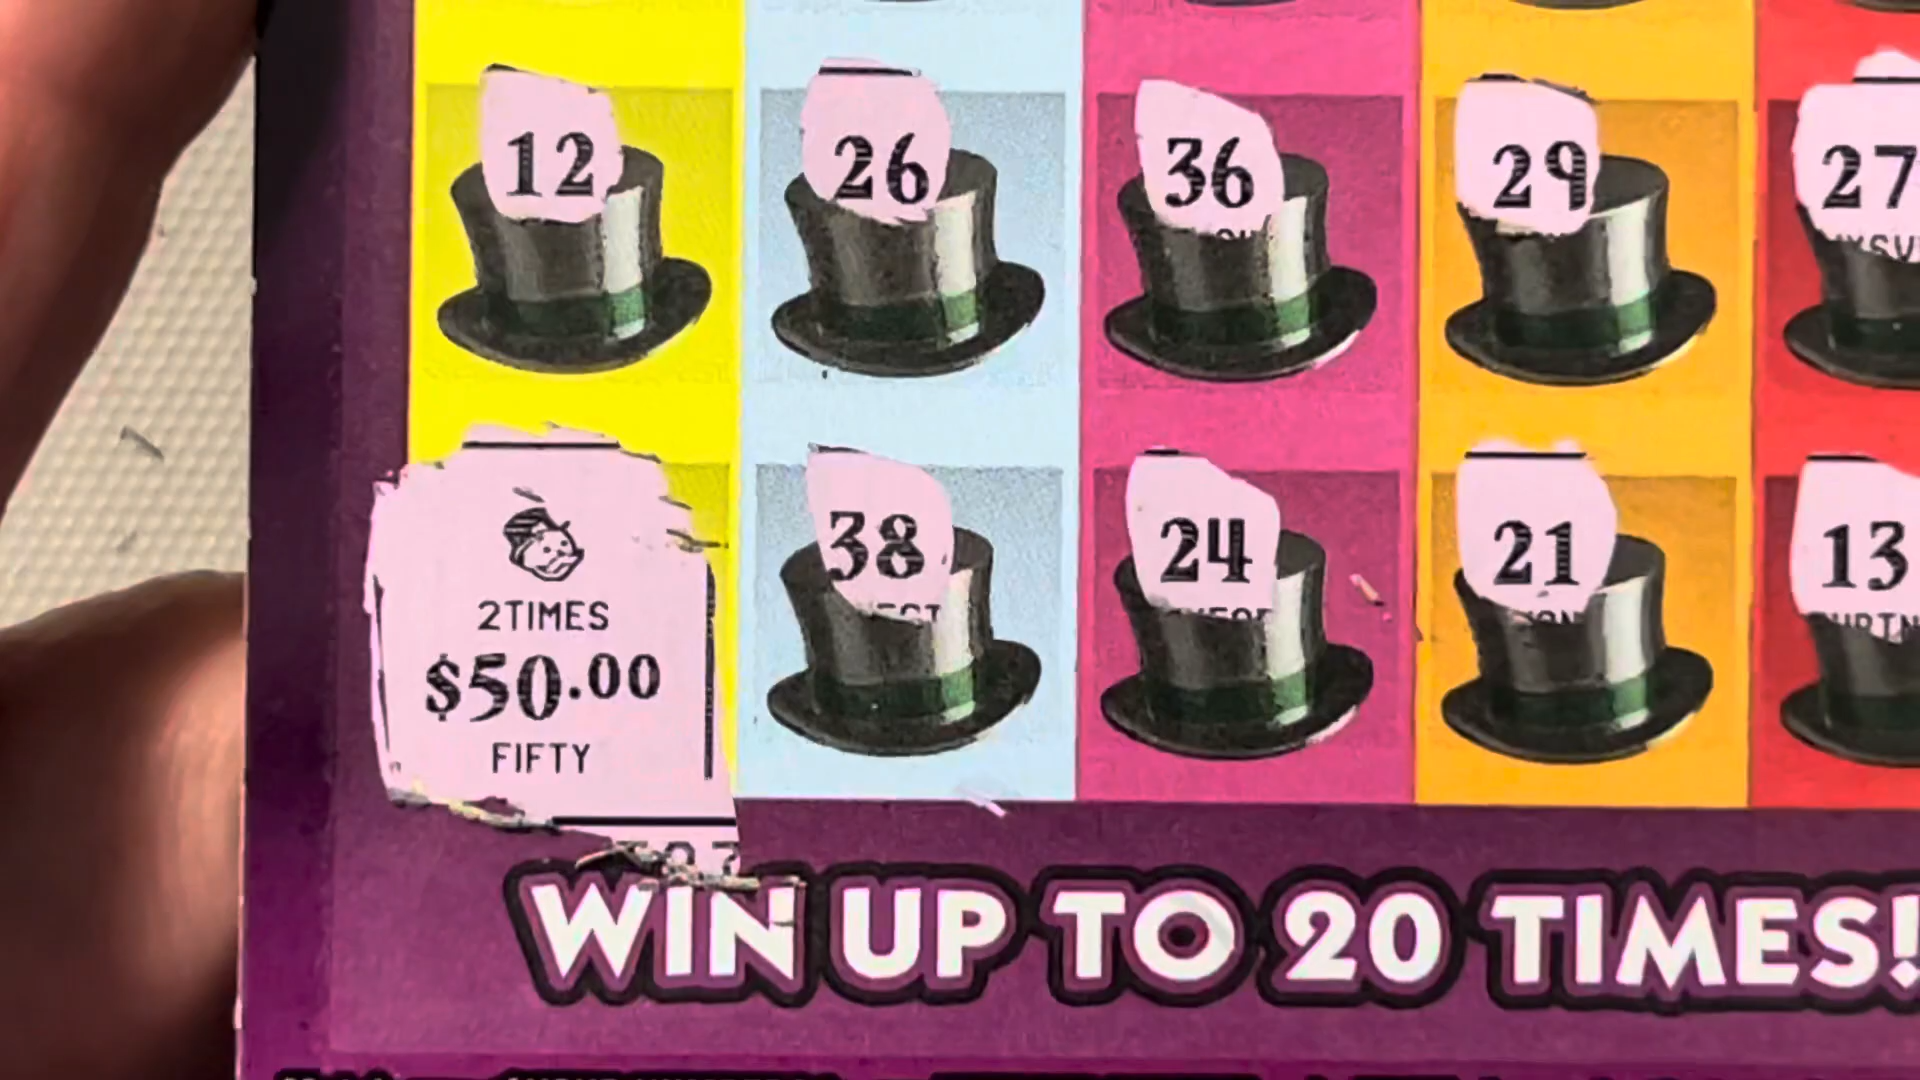 12 26 36 29 27
2TIMES
$50.00
FIFTY
38 24 21 13
WIN UP TO 20 TIMES!